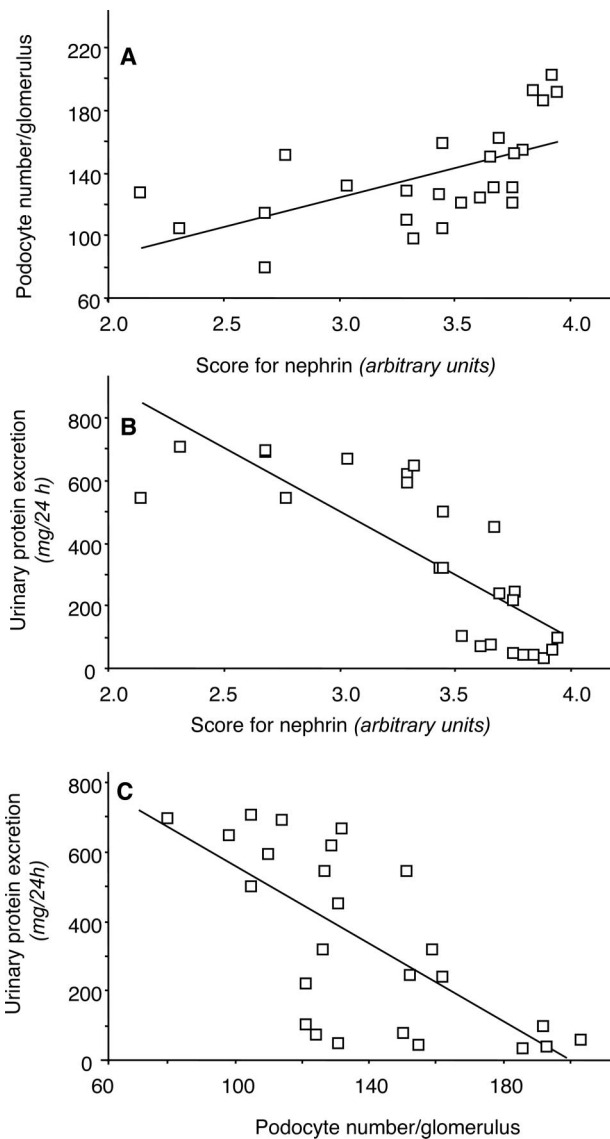 A
Podocyte number/glomerulus
220
180
140
100
60
2.0 2.5 3.0 3.5 4.0
Score for nephrin (arbitrary units)
B
Urinary protein excretion
(mg/24 h)
800
600
400
200
0
2.0 2.5 3.0 3.5 4.0
Score for nephrin (arbitrary units)
C
Urinary protein excretion
(mg/24h)
800
600
400
200
0
60 100 140 180
Podocyte number/glomerulus